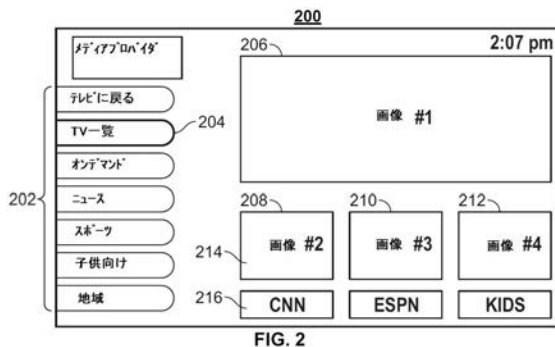 200
206
2:07 pm
メディアプロバイダ
テレビに戻る
画像 #1
TV一覧
204
オンデマンド
202
ニュース
208
210
212
スポーツ
214
画像 #2
画像 #3
画像 #4
子供向け
地域
216
CNN
ESPN
KIDS
FIG. 2